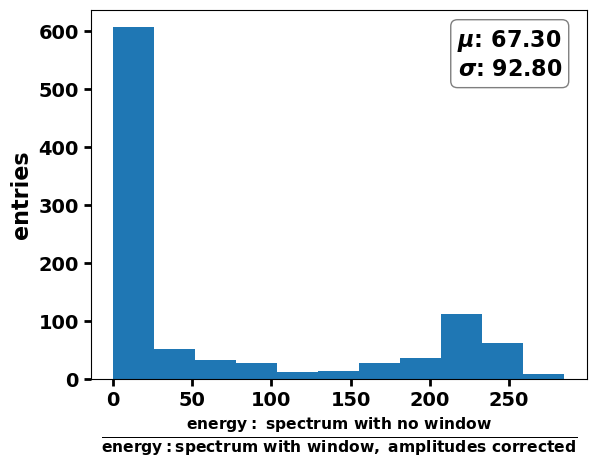 600
500
400
300
200
100
0
entries
μ: 67.30
σ: 92.80
0 50 100 150 200 250
energy: spectrum with no window
energy:spectrum with window, amplitudes corrected